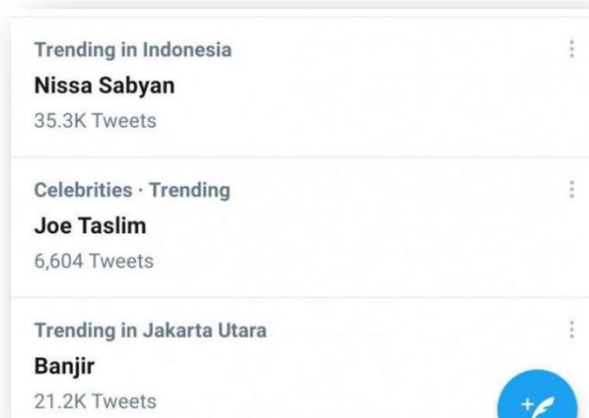 Trending in Indonesia
Nissa Sabyan
35.3K Tweets
Celebrities · Trending
Joe Taslim
6,604 Tweets
Trending in Jakarta Utara
Banjir
21.2K Tweets